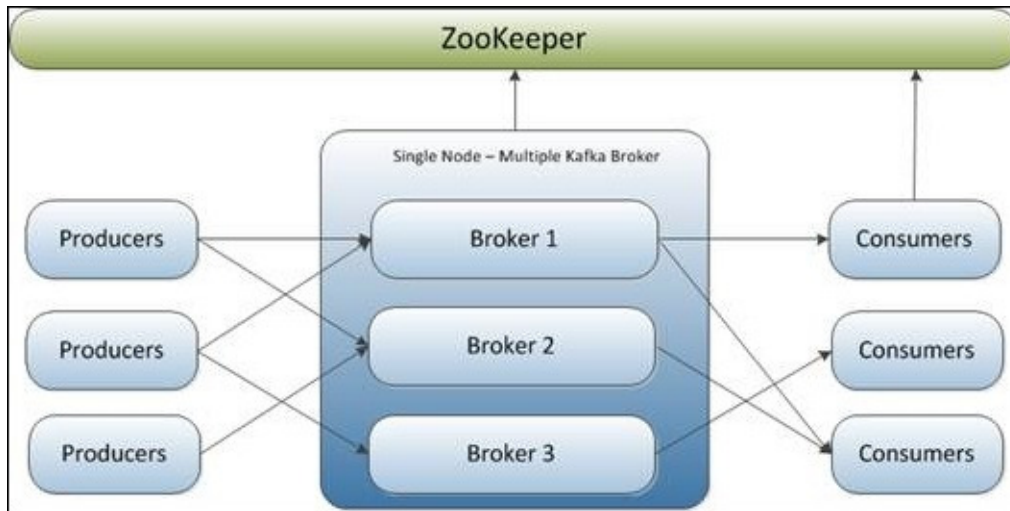 ZooKeeper
Single Node – Multiple Kafka Broker
Producers
Broker 1
Consumers
Producers
Broker 2
Consumers
Producers
Broker 3
Consumers